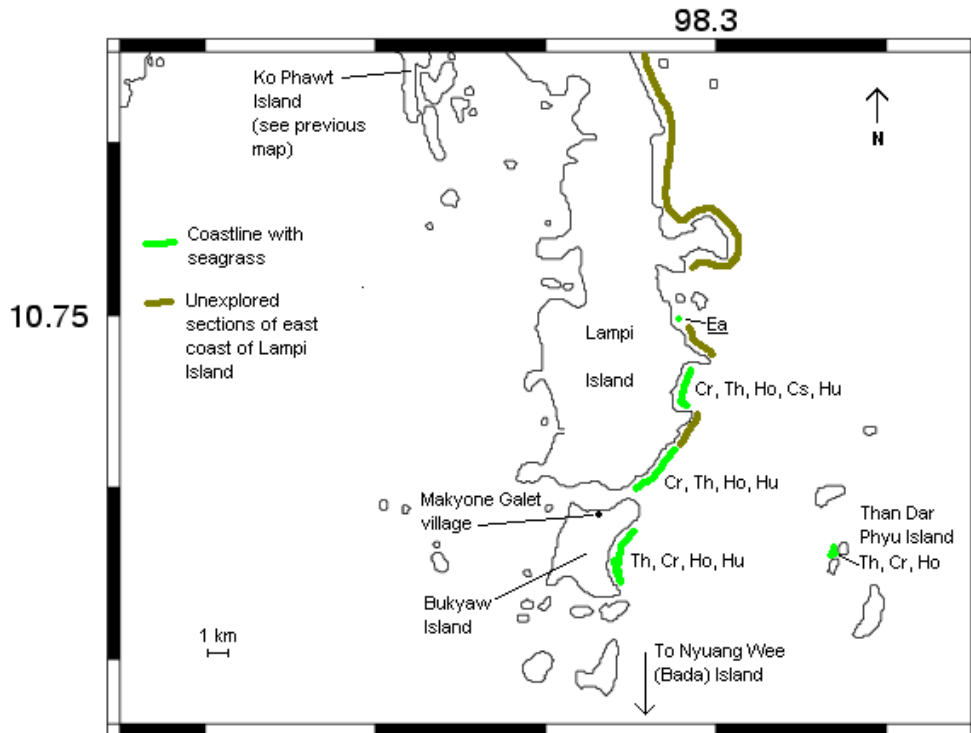 98.3
Ko Phawt
Island
(see previous
map)
N
Coastline with
seagrass
10.75
Unexplored
sections of east
coast of Lampi
Island
Lampi
Island
Ea
Cr, Th, Ho, Cs, Hu
Cr, Th, Ho, Hu
Makyone Galet
village
Than Dar
Phyu Island
Th, Cr, Ho
Th, Cr, Ho, Hu
Bukyaw
Island
1 km
To Nyuang Wee
(Bada) Island